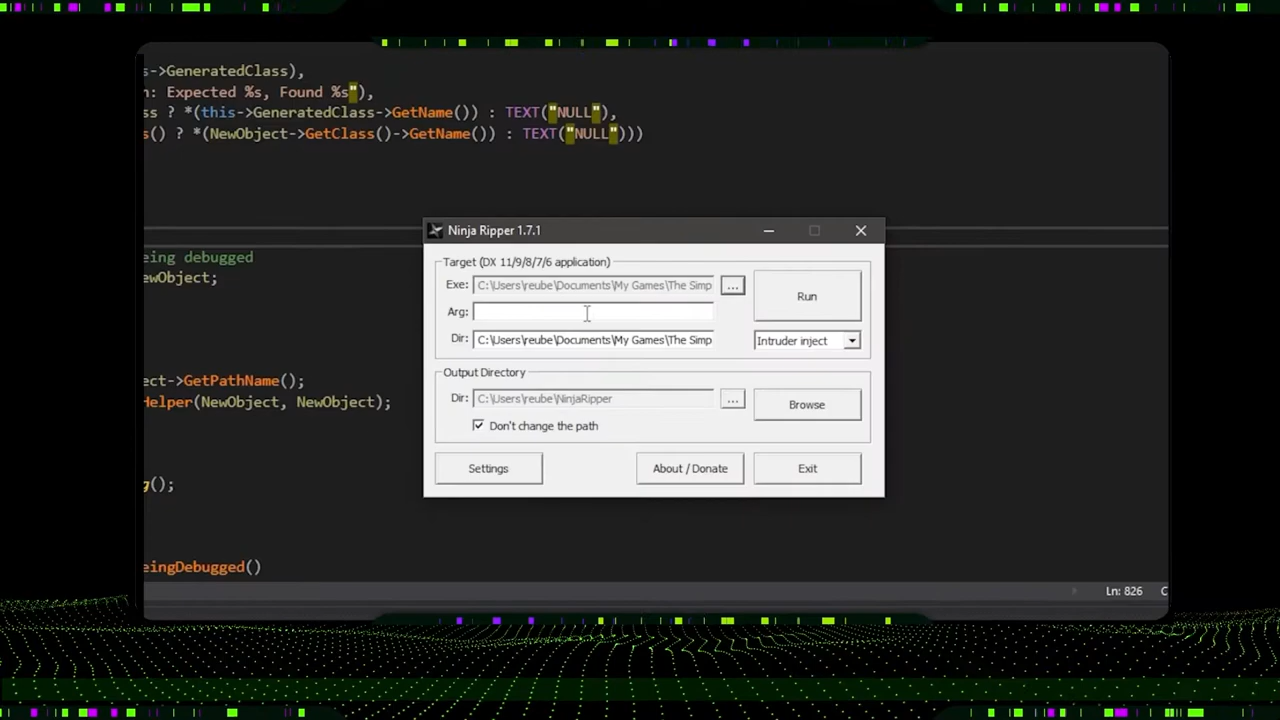 s->GeneratedClass),
n: Expected %s, Found %s"),
ss ? *(this->GeneratedClass->GetName()) : TEXT("NULL"),
s() ? *(NewObject->GetClass()->GetName()) : TEXT("NULL")))
Ninja Ripper 1.7.1
Target (DX 11/9/8/7/6 application)
Exe: C:\Users\reube\Documents\My Games\The Simp ... Run
Arg:
Dir: C:\Users\reube\Documents\My Games\The Simp Intruder inject
Output Directory
Dir: C:\Users\reube\NinjaRipper ... Browse
Don't change the path
Settings About / Donate Exit
eing debugged
ewObject;
ect->GetPathName();
Helper(NewObject, NewObject);
g();
eingDebugged()
Ln: 826 C